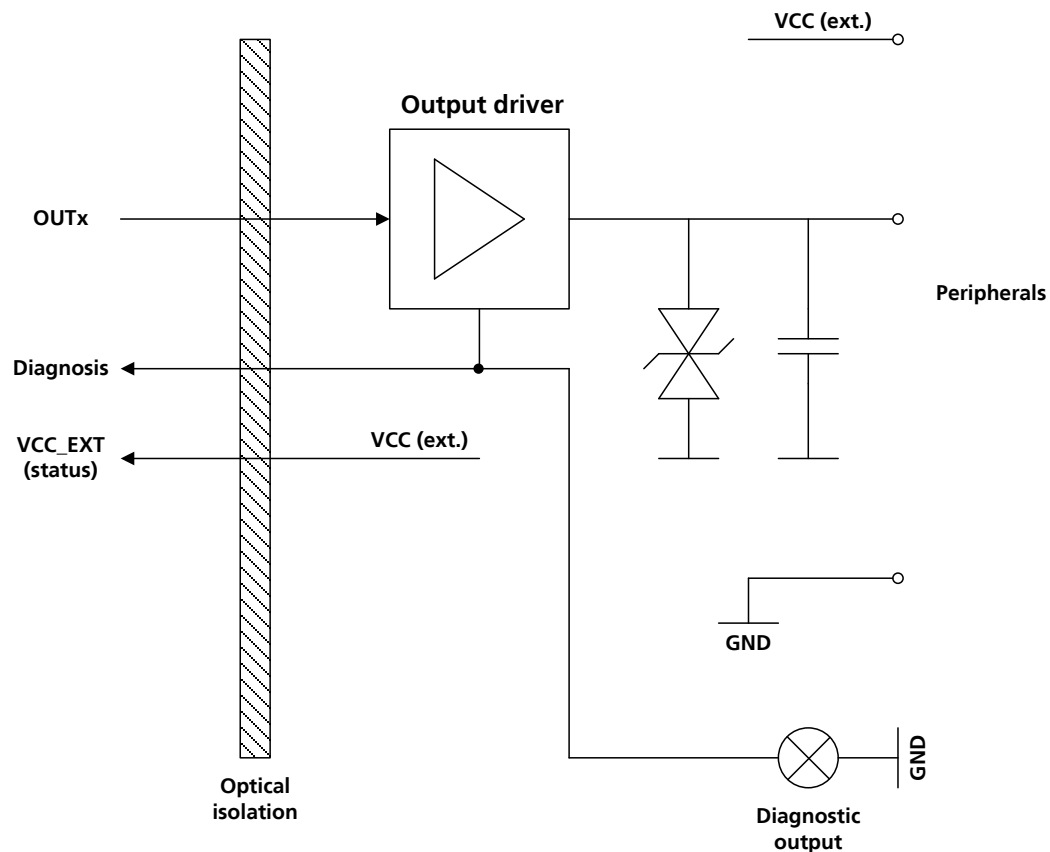 VCC (ext.)
Output driver
OUTx
Peripherals
Diagnosis
VCC_EXT
(status)
VCC (ext.)
GND
GND
Optical
isolation
Diagnostic
output